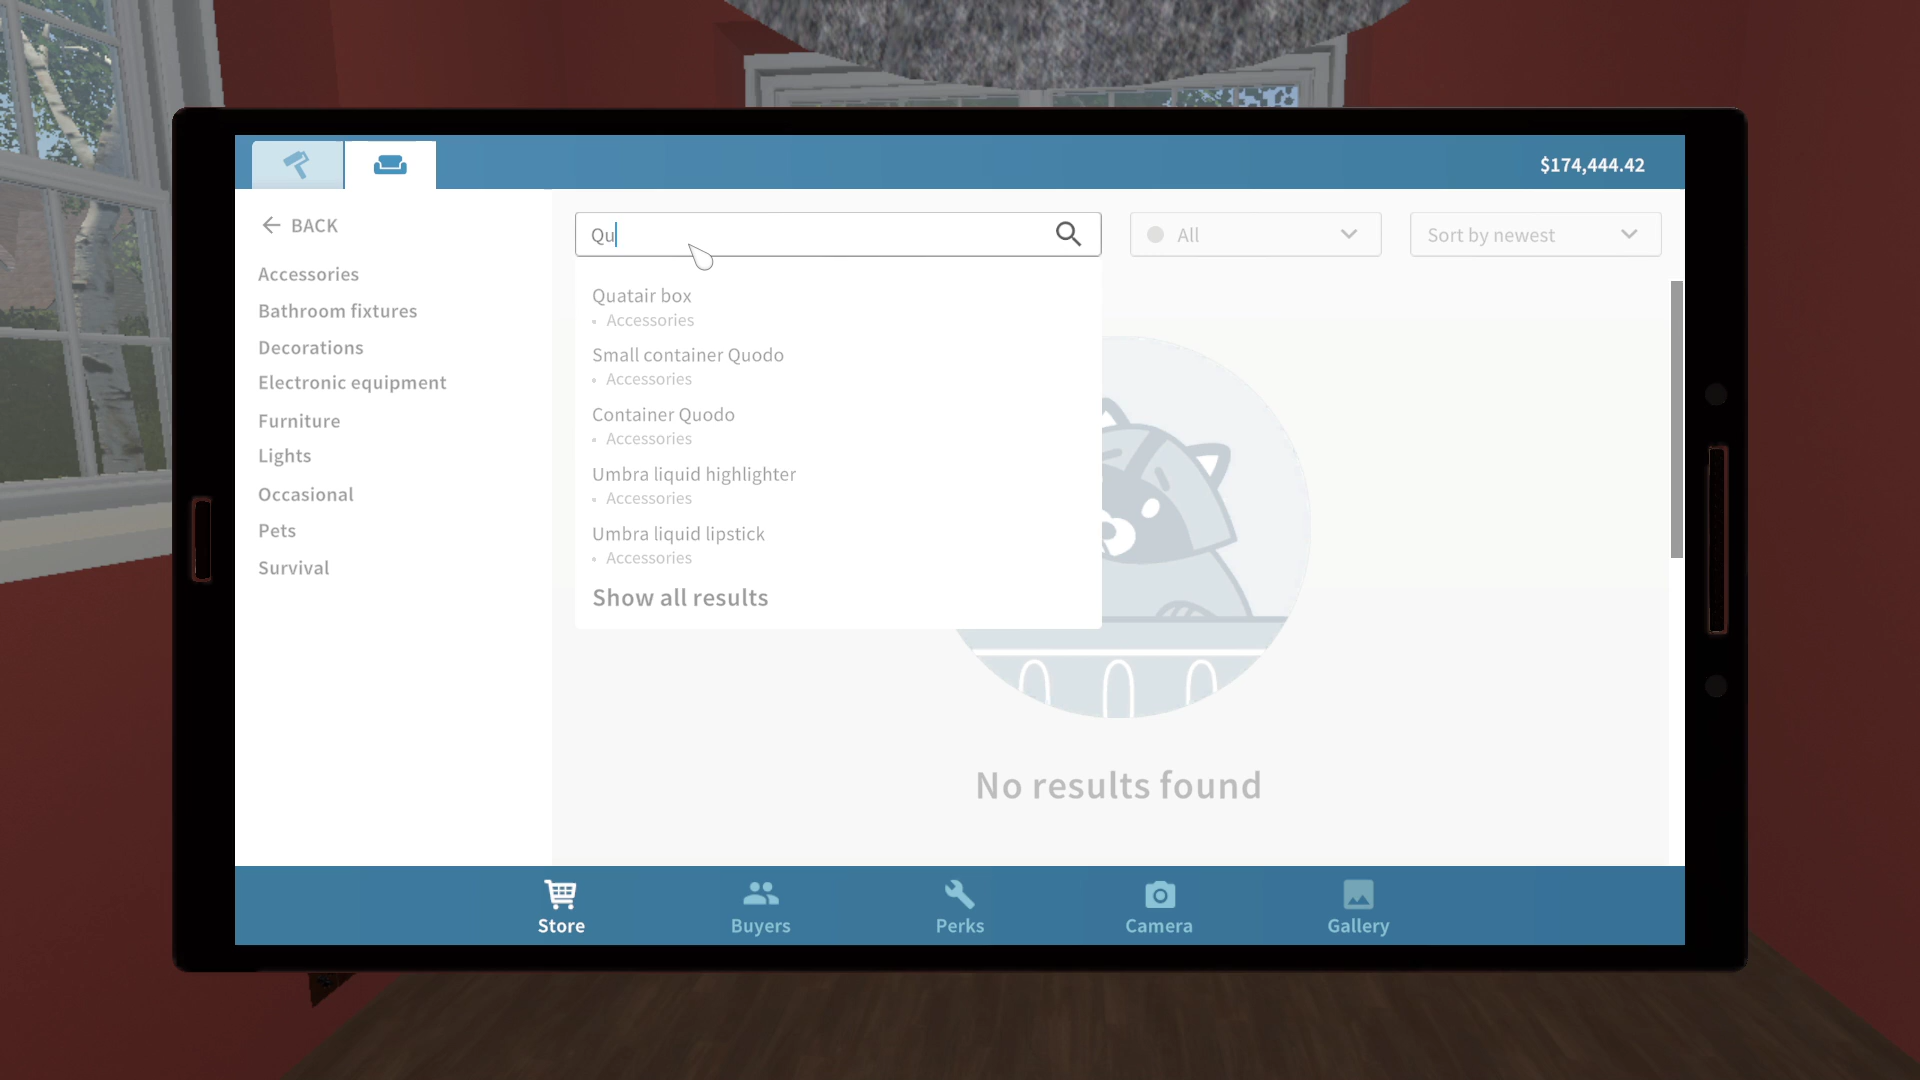 $174,444.42
BACK
Accessories
Bathroom fixtures
Decorations
Electronic equipment
Furniture
Lights
Occasional
Pets
Survival
Qu
All
Sort by newest
Quatair box
Accessories
Small container Quodo
Accessories
Container Quodo
Accessories
Umbra liquid highlighter
Accessories
Umbra liquid lipstick
Accessories
Show all results
No results found
Store
Buyers
Perks
Camera
Gallery